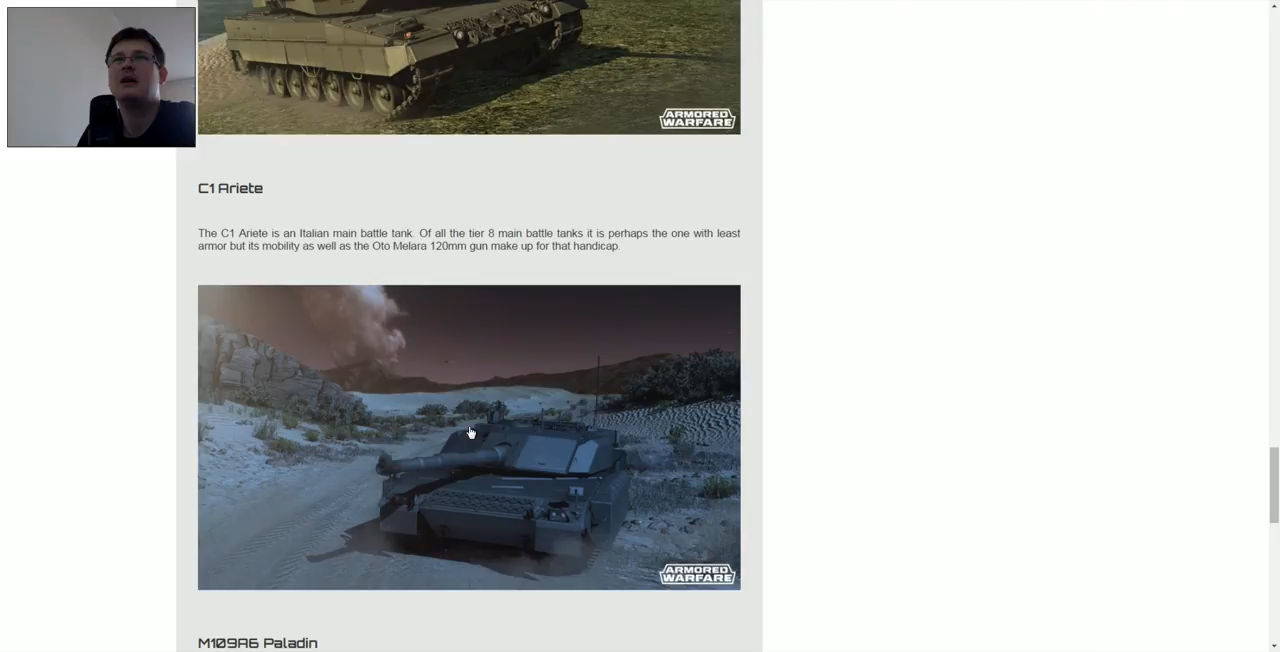 ARMORED
WARFARE
C1 Ariete
The C1 Ariete is an Italian main battle tank. Of all the tier 8 main battle tanks it is perhaps the one with least
armor but its mobility as well as the Oto Melara 120mm gun make up for that handicap.
ARMORED
WARFARE
M109A6 Paladin